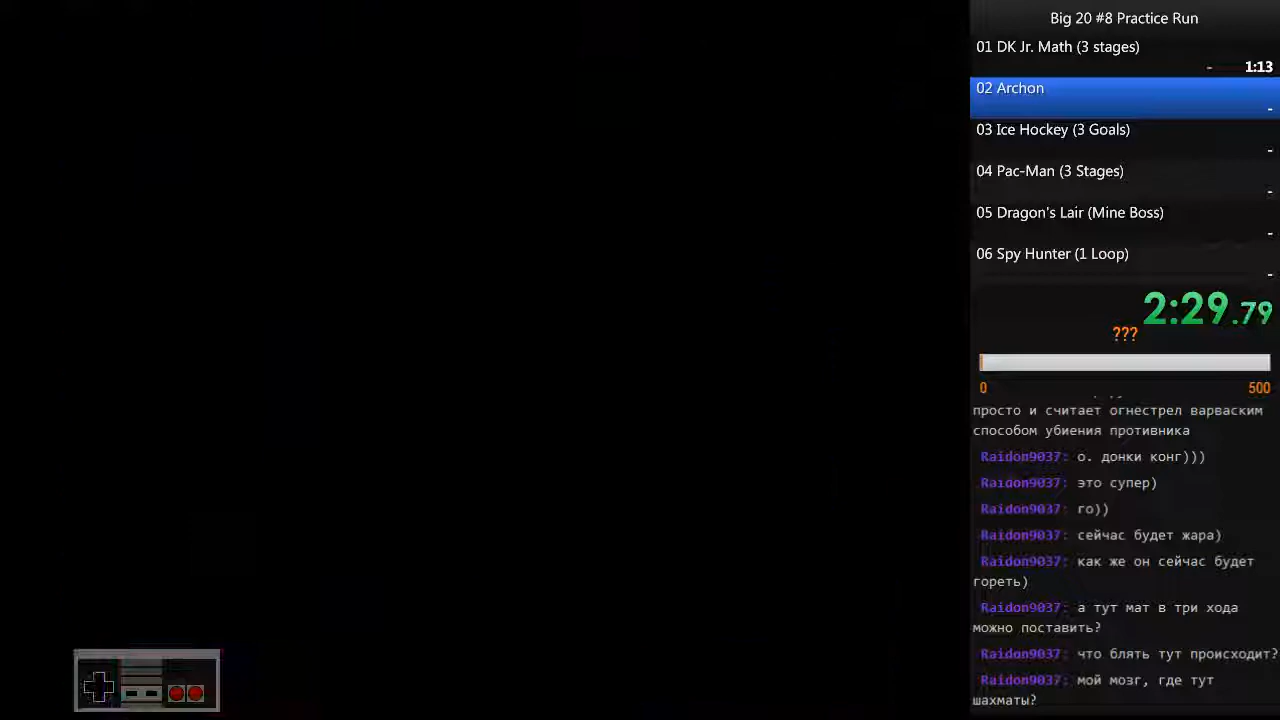 Big 20 #8 Practice Run
01 DK Jr. Math (3 stages)
- 1:13
02 Archon
-
03 Ice Hockey (3 Goals)
-
04 Pac-Man (3 Stages)
-
05 Dragon's Lair (Mine Boss)
-
06 Spy Hunter (1 Loop)
-
2:29.79
???
0 500
просто и считает огнестрел варваским
способом убиения противника
Raidon9037: о. донки конг)))
Raidon9037: это супер)
Raidon9037: го))
Raidon9037: сейчас будет жара)
Raidon9037: как же он сейчас будет
гореть)
Raidon9037: а тут мат в три хода
можно поставить?
Raidon9037: что блять тут происходит?
Raidon9037: мой мозг, где тут
шахматы?